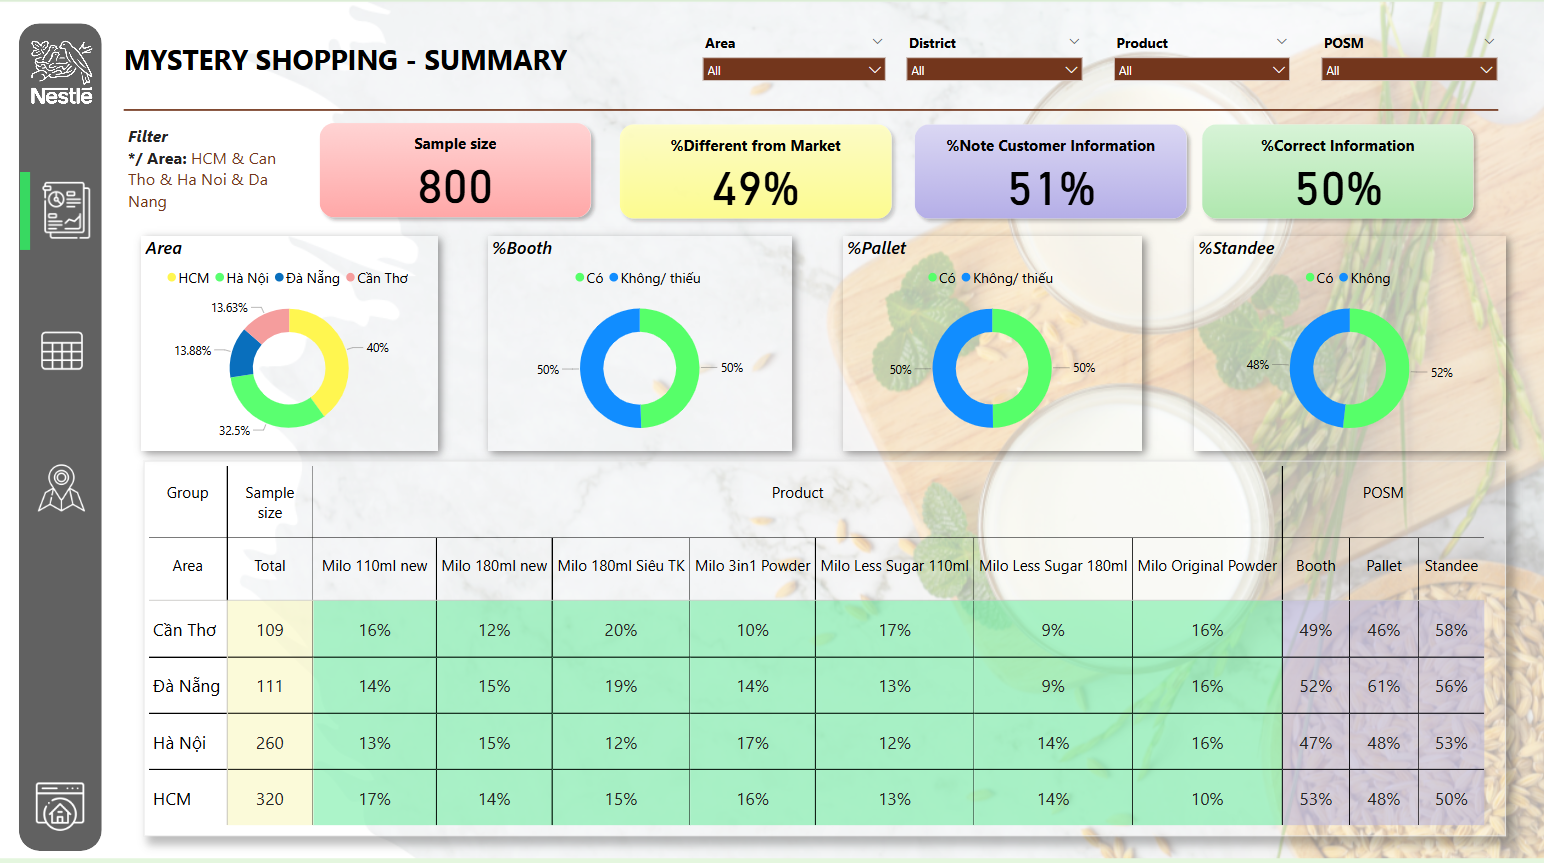 Nestlé
MYSTERY SHOPPING - SUMMARY
Area
District
Product
POSM
All
All
All
All
Filter
*/ Area: HCM & Can
Tho & Ha Noi & Da
Nang
Sample size
800
%Different from Market
49%
%Note Customer Information
51%
%Correct Information
50%
Area
HCM Hà Nội Đà Nẵng Cần Thơ
13.63%
13.88%
40%
32.5%
%Booth
Có Không/ thiếu
50%
50%
%Pallet
Có Không/ thiếu
50%
50%
%Standee
Có Không
48%
52%
Group Sample size Product POSM
Area Total Milo 110ml new Milo 180ml new Milo 180ml Siêu TK Milo 3in1 Powder Milo Less Sugar 110ml Milo Less Sugar 180ml Milo Original Powder Booth Pallet Standee
Cần Thơ 109 16% 12% 20% 10% 17% 9% 16% 49% 46% 58%
Đà Nẵng 111 14% 15% 19% 14% 13% 9% 16% 52% 61% 56%
Hà Nội 260 13% 15% 12% 17% 12% 14% 16% 47% 48% 53%
HCM 320 17% 14% 15% 16% 13% 14% 10% 53% 48% 50%